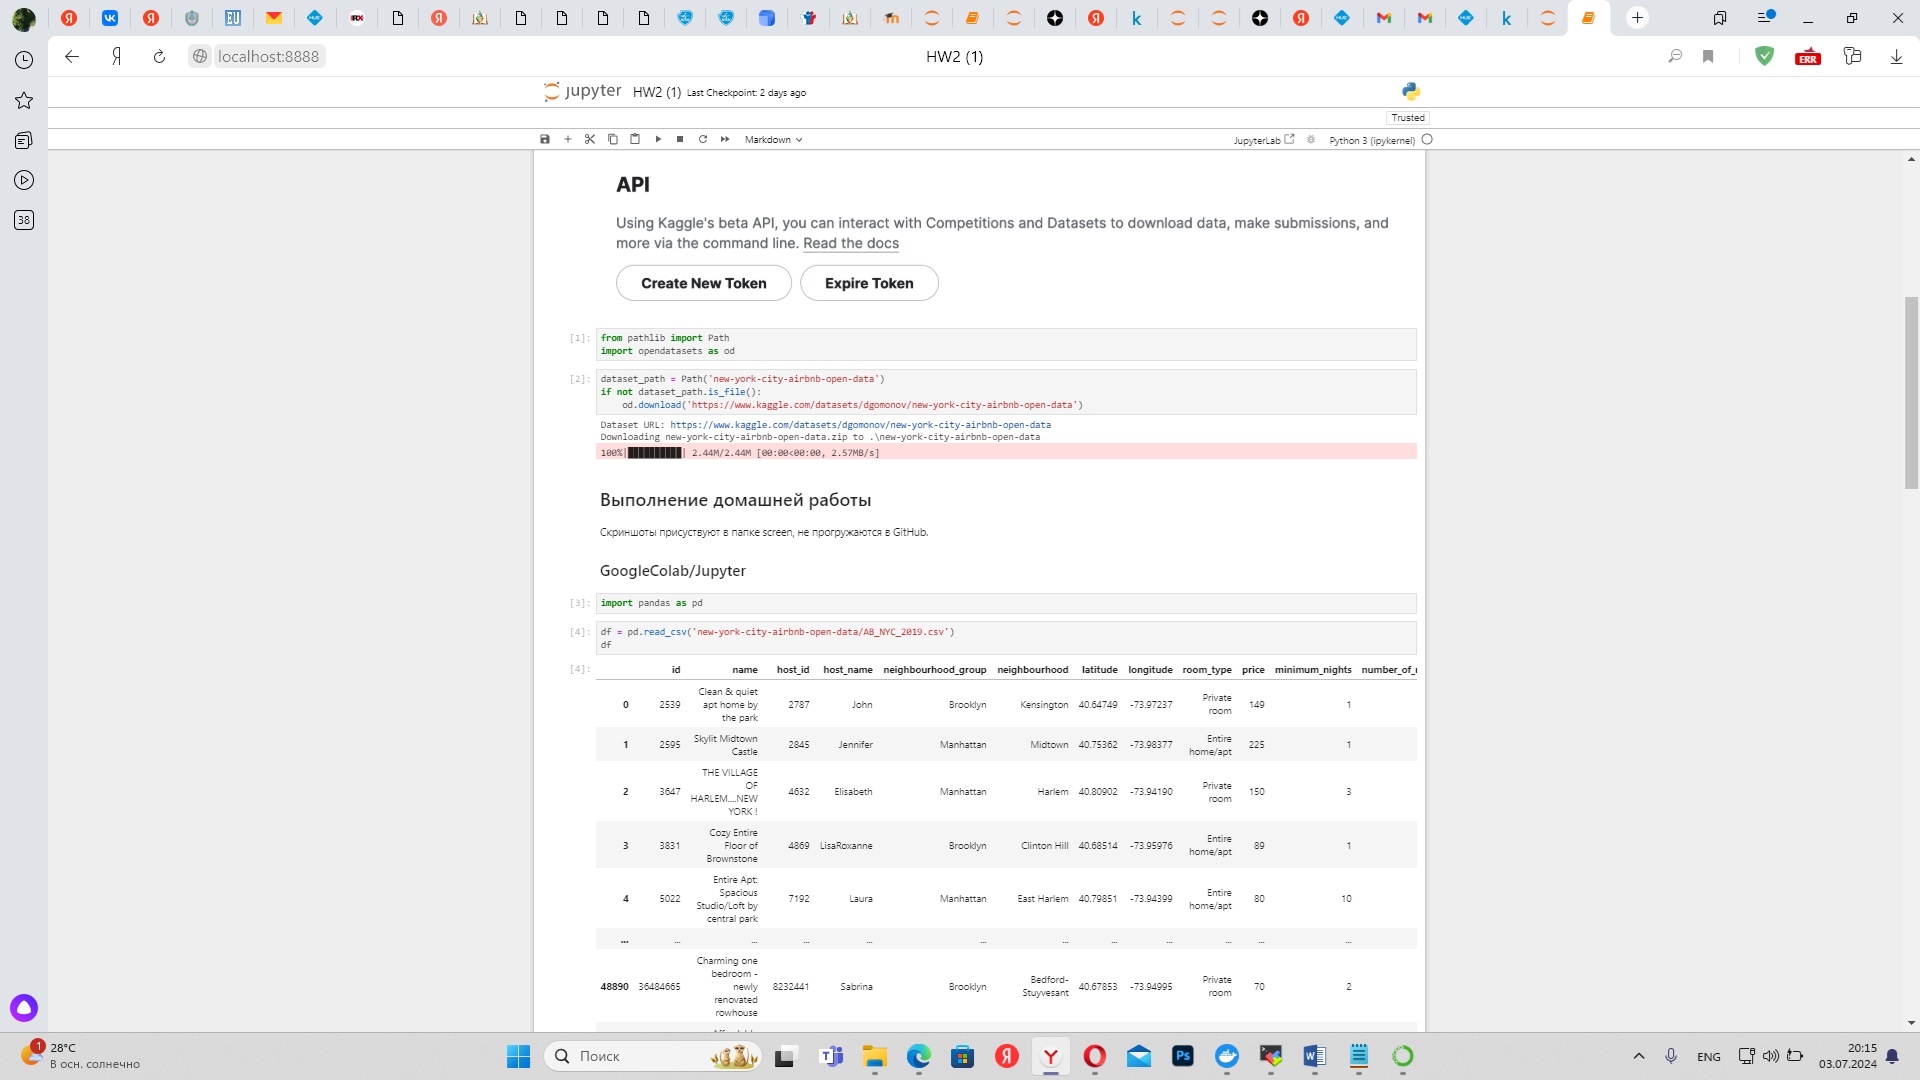 HW2 (1)
localhost:8888
ERR
38
jupyter HW2 (1) Last Checkpoint: 2 days ago
Trusted
Markdown
JupyterLab
Python 3 (ipykernel)
API
Using Kaggle's beta API, you can interact with Competitions and Datasets to download data, make submissions, and
more via the command line. Read the docs
Create New Token
Expire Token
[1]:
from pathlib import Path
import opendatasets as od
[2]:
dataset_path = Path('new-york-city-airbnb-open-data')
if not dataset_path.is_file():
od.download('https://www.kaggle.com/datasets/dgomonov/new-york-city-airbnb-open-data')
Dataset URL: https://www.kaggle.com/datasets/dgomonov/new-york-city-airbnb-open-data
Downloading new-york-city-airbnb-open-data.zip to .\new-york-city-airbnb-open-data
100%|██████████| 2.44M/2.44M [00:00<00:00, 2.57MB/s]
Выполнение домашней работы
Скриншоты присуствуют в папке screen, не прогружаются в GitHub.
GoogleColab/Jupyter
[3]:
import pandas as pd
[4]:
df = pd.read_csv('new-york-city-airbnb-open-data/AB_NYC_2019.csv')
df
[4]:
id name host_id host_name neighbourhood_group neighbourhood latitude longitude room_type price minimum_nights number_of_r
0 2539 Clean & quiet apt home by the park 2787 John Brooklyn Kensington 40.64749 -73.97237 Private room 149 1
1 2595 Skylit Midtown Castle 2845 Jennifer Manhattan Midtown 40.75362 -73.98377 Entire home/apt 225 1
2 3647 THE VILLAGE OF HARLEM....NEW YORK ! 4632 Elisabeth Manhattan Harlem 40.80902 -73.94190 Private room 150 3
3 3831 Cozy Entire Floor of Brownstone 4869 LisaRoxanne Brooklyn Clinton Hill 40.68514 -73.95976 Entire home/apt 89 1
4 5022 Entire Apt: Spacious Studio/Loft by central park 7192 Laura Manhattan East Harlem 40.79851 -73.94399 Entire home/apt 80 10
... ... ... ... ... ... ... ... ... ... ... ...
48890 36484665 Charming one bedroom - newly renovated rowhouse 8232441 Sabrina Brooklyn Bedford-Stuyvesant 40.67853 -73.94995 Private room 70 2
1
28°C
В осн. солнечно
Поиск
ENG
20:15
03.07.2024